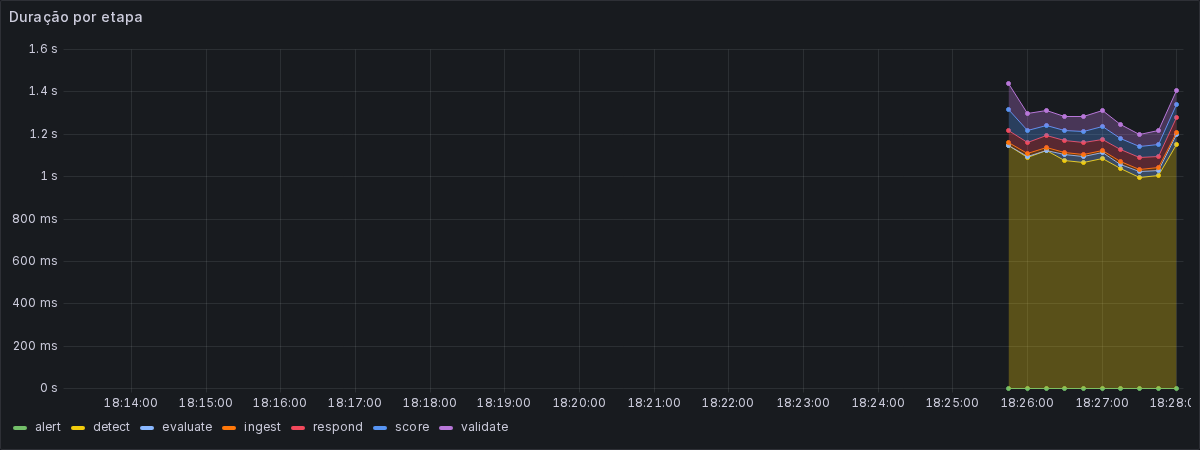 Duração por etapa
1.6 s
1.4 s
1.2 s
1 s
800 ms
600 ms
400 ms
200 ms
0 s
18:14:00 18:15:00 18:16:00 18:17:00 18:18:00 18:19:00 18:20:00 18:21:00 18:22:00 18:23:00 18:24:00 18:25:00 18:26:00 18:27:00 18:28:0
alert detect evaluate ingest respond score validate